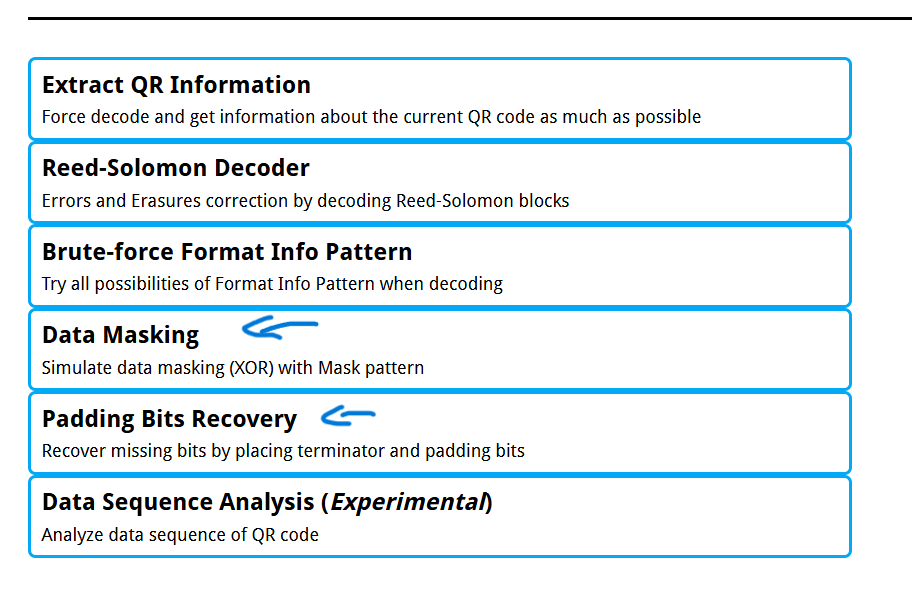 Extract QR Information
Force decode and get information about the current QR code as much as possible
Reed-Solomon Decoder
Errors and Erasures correction by decoding Reed-Solomon blocks
Brute-force Format Info Pattern
Try all possibilities of Format Info Pattern when decoding
Data Masking
Simulate data masking (XOR) with Mask pattern
Padding Bits Recovery
Recover missing bits by placing terminator and padding bits
Data Sequence Analysis (Experimental)
Analyze data sequence of QR code